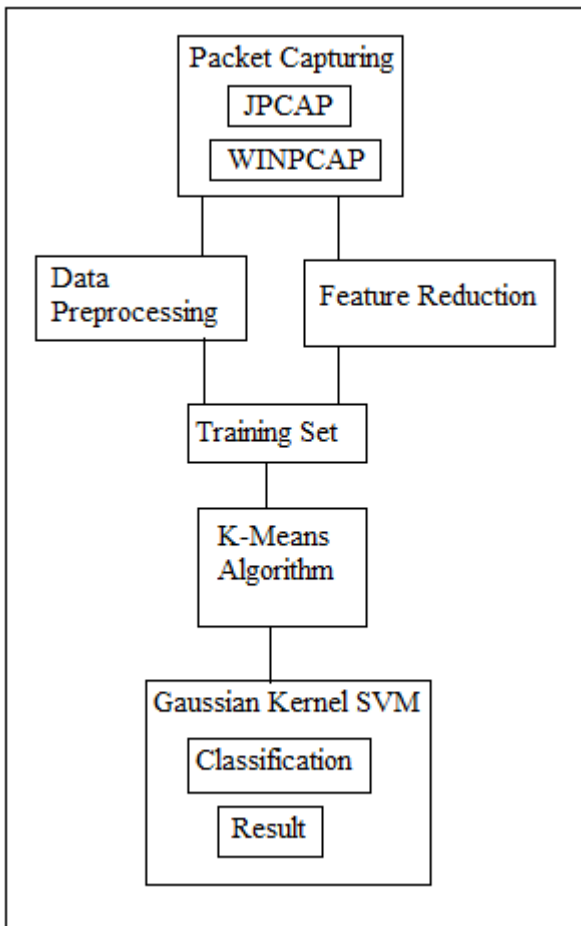 Packet Capturing
JPCAP
WINPCAP
Data
Preprocessing
Feature Reduction
Training Set
K-Means
Algorithm
Gaussian Kernel SVM
Classification
Result